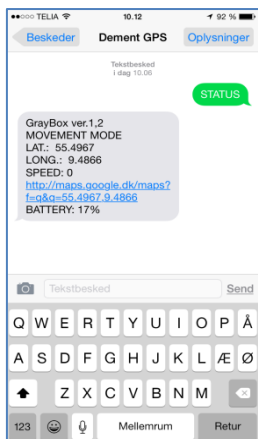 ●●○○○ TELIA 10.12 92 %
Beskeder Dement GPS Oplysninger
Tekstbesked
i dag 10.06
STATUS
GrayBox ver.1,2
MOVEMENT MODE
LAT.: 55.4967
LONG.: 9.4866
SPEED: 0
http://maps.google.dk/maps?
f=q&q=55.4967,9.4866
BATTERY: 17%
Tekstbesked Send
Q W E R T Y U I O P Å
A S D F G H J K L Æ Ø
Z X C V B N M
123 Mellemrum Retur